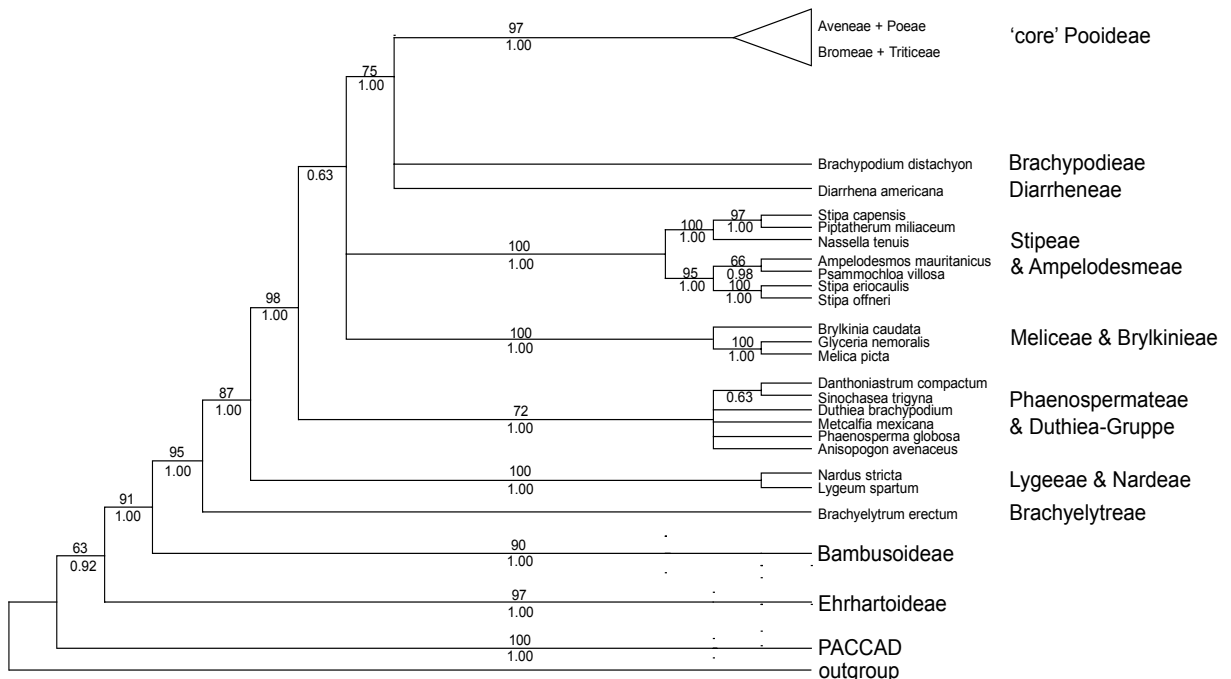 97
1.00
Aveneae + Poeae
Bromeae + Triticeae
‘core’ Pooideae
75
1.00
Brachypodium distachyon
Brachypodieae
0.63
Diarrhena americana
Diarrheneae
97
1.00
Stipa capensis
Piptatherum miliaceum
100
1.00
Nassella tenuis
Stipeae
& Ampelodesmeae
100
1.00
66
0.98
Ampelodesmos mauritanicus
Psammochloa villosa
95
1.00
100
1.00
Stipa eriocaulis
Stipa offneri
98
1.00
100
1.00
Brylkinia caudata
100
1.00
Glyceria nemoralis
Melica picta
Meliceae & Brylkinieae
87
1.00
72
1.00
0.63
Danthoniastrum compactum
Sinochasea trigyna
Duthiea brachypodium
Metcalfia mexicana
Phaenosperma globosa
Anisopogon avenaceus
Phaenospermateae
& Duthiea-Gruppe
95
1.00
100
1.00
Nardus stricta
Lygeum spartum
Lygeeae & Nardeae
91
1.00
Brachyelytrum erectum
Brachyelytreae
63
0.92
90
1.00
Bambusoideae
97
1.00
Ehrhartoideae
100
1.00
PACCAD
outgroup